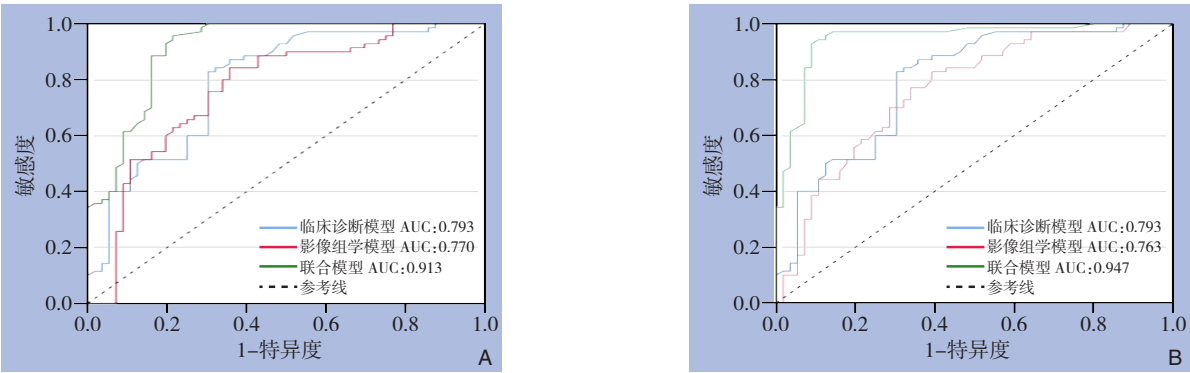 1.0
0.8
0.6
0.4
0.2
0.0
敏感度
临床诊断模型 AUC:0.793
影像组学模型 AUC:0.770
联合模型 AUC:0.913
参考线
0.0 0.2 0.4 0.6 0.8 1.0
1-特异度
A
1.0
0.8
0.6
0.4
0.2
0.0
敏感度
临床诊断模型 AUC:0.793
影像组学模型 AUC:0.763
联合模型 AUC:0.947
参考线
0.0 0.2 0.4 0.6 0.8 1.0
1-特异度
B